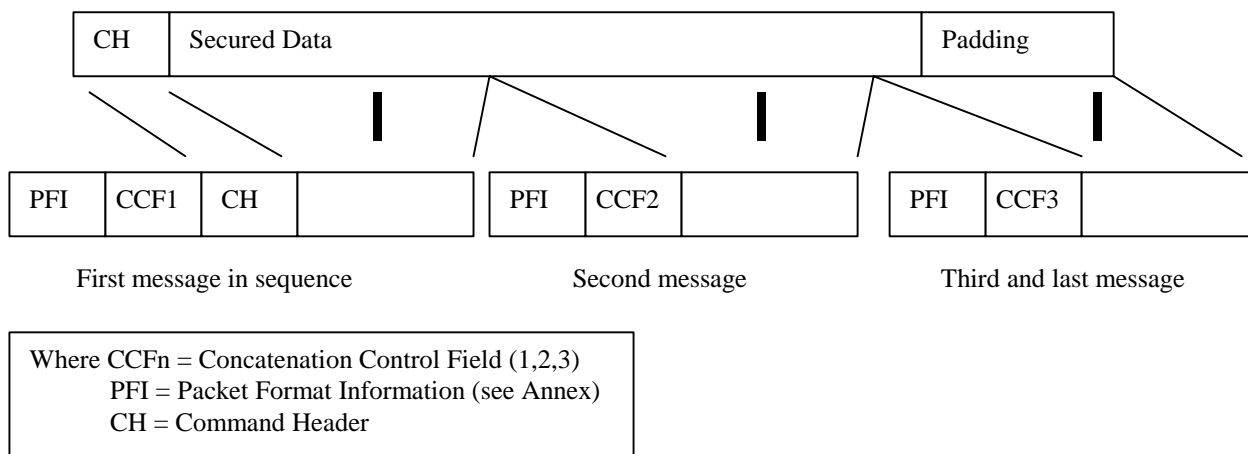 CH Secured Data Padding
PFI CCF1 CH PFI CCF2 PFI CCF3
First message in sequence Second message Third and last message
Where CCFn = Concatenation Control Field (1,2,3)
PFI = Packet Format Information (see Annex)
CH = Command Header